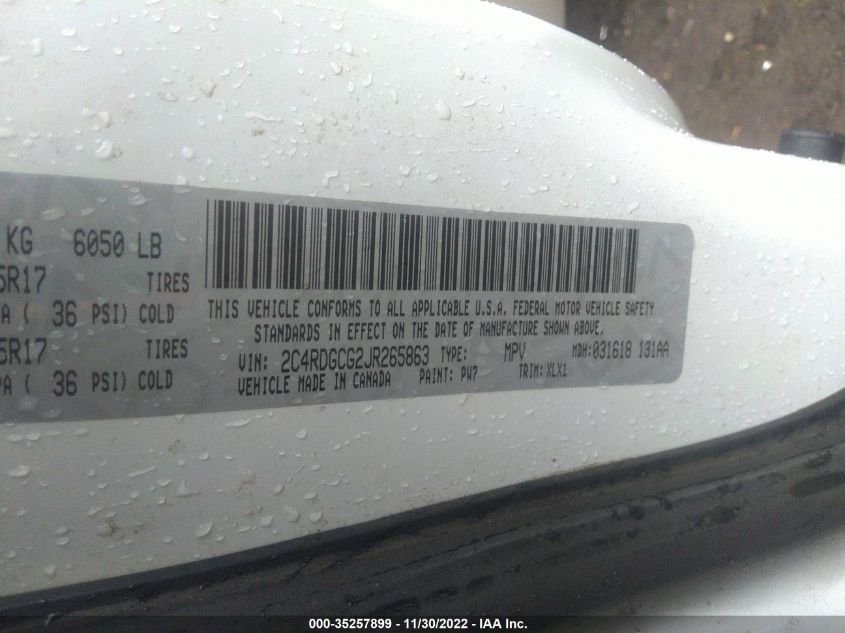 KG 6050 LB
5R17 TIRES
A ( 36 PSI) COLD
5R17 TIRES
PA ( 36 PSI) COLD
THIS VEHICLE CONFORMS TO ALL APPLICABLE U.S.A. FEDERAL MOTOR VEHICLE SAFETY
STANDARDS IN EFFECT ON THE DATE OF MANUFACTURE SHOWN ABOVE.
VIN: 2C4RDGCG2JR265863 TYPE: MPV MDH:031618 131AA
VEHICLE MADE IN CANADA PAINT: PW7 TRIM: XLX1
000-35257899 - 11/30/2022 - IAA Inc.